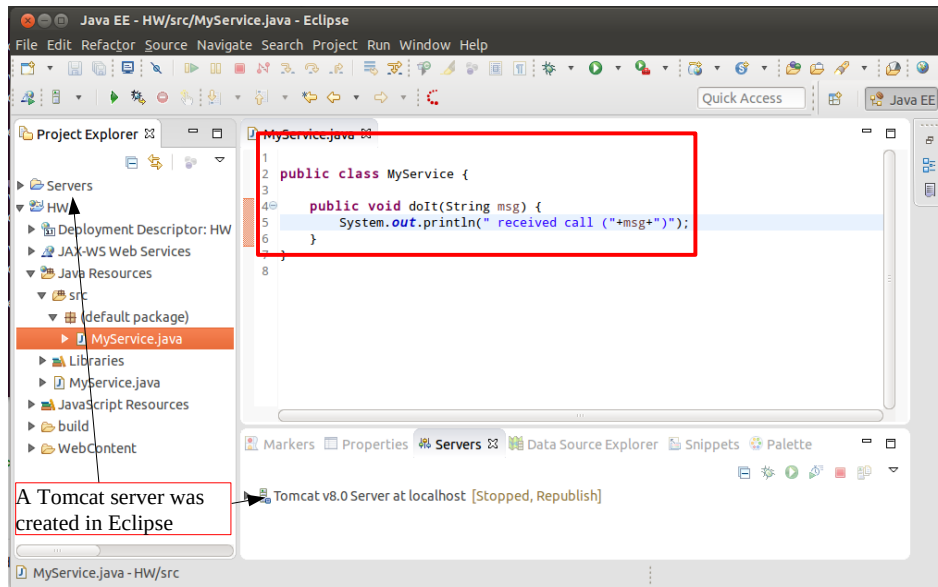 Java EE - HW/src/MyService.java - Eclipse
File Edit Refactor Source Navigate Search Project Run Window Help
Quick Access
Java EE
Project Explorer
Servers
HW
Deployment Descriptor: HW
JAX-WS Web Services
Java Resources
src
(default package)
MyService.java
Libraries
MyService.java
JavaScript Resources
build
WebContent
MyService.java
1
2 public class MyService {
3
4 public void doIt(String msg) {
5 System.out.println(" received call ("+msg+")");
6 }
7 }
8
Markers Properties Servers Data Source Explorer Snippets Palette
Tomcat v8.0 Server at localhost [Stopped, Republish]
A Tomcat server was
created in Eclipse
MyService.java - HW/src